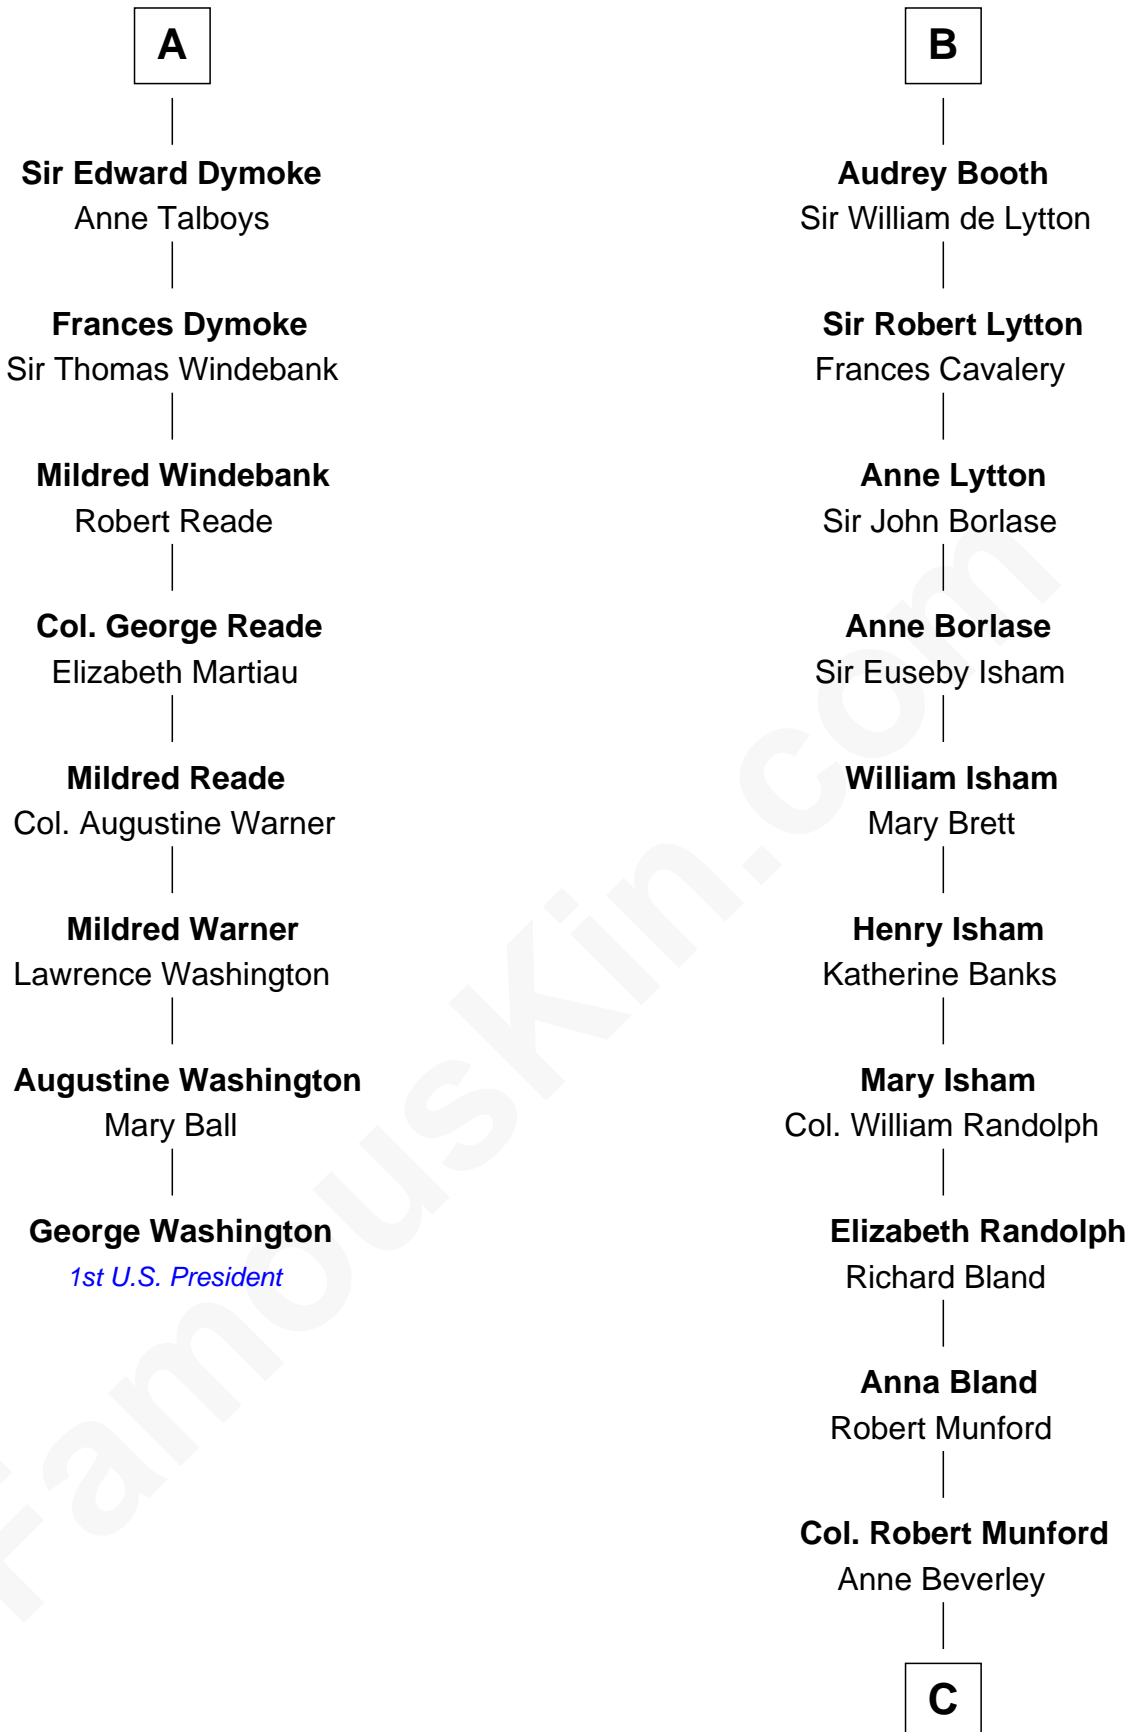 A
Sir Edward Dymoke
Anne Talboys
Frances Dymoke
Sir Thomas Windebank
Mildred Windebank
Robert Reade
Col. George Reade
Elizabeth Martiau
Mildred Reade
Col. Augustine Warner
Mildred Warner
Lawrence Washington
Augustine Washington
Mary Ball
George Washington
1st U.S. President
B
Audrey Booth
Sir William de Lytton
Sir Robert Lytton
Frances Cavalery
Anne Lytton
Sir John Borlase
Anne Borlase
Sir Euseby Isham
William Isham
Mary Brett
Henry Isham
Katherine Banks
Mary Isham
Col. William Randolph
Elizabeth Randolph
Richard Bland
Anna Bland
Robert Munford
Col. Robert Munford
Anne Beverley
C
FamousKin.com